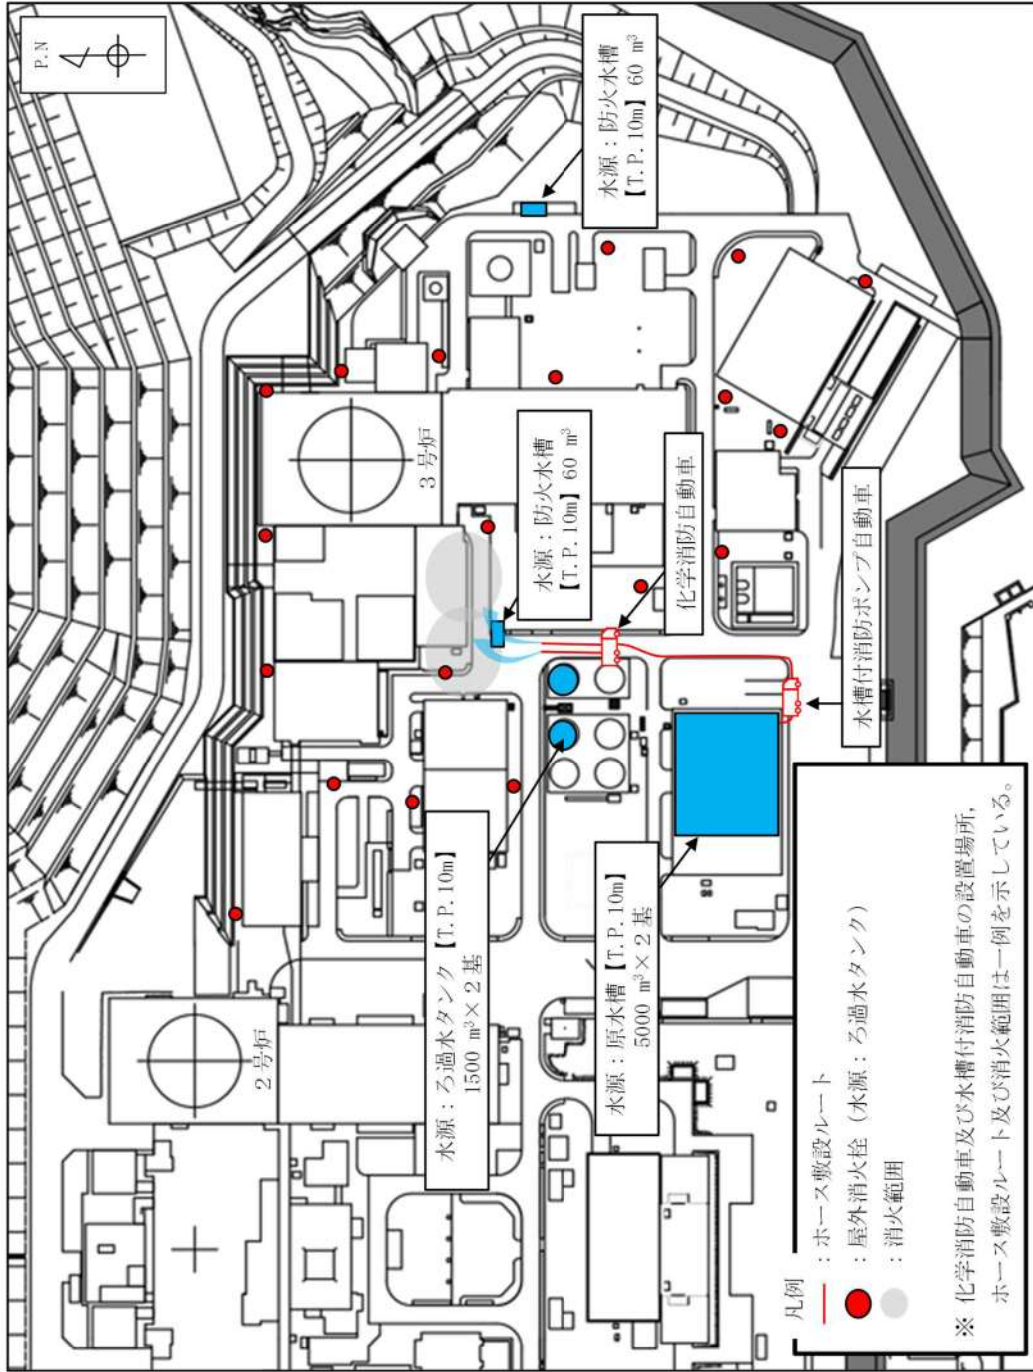 P.N
水源：防火水槽
【T.P.10m】60 m³
3号炉
水源：防火水槽
【T.P.10m】60 m³
化学消防自動車
水槽付消防ポンプ自動車
2号炉
水源：ろ過水タンク【T.P.10m】
1500 m³×2基
水源：原水槽【T.P.10m】
5000 m³×2基
凡例
：ホース敷設ルート
：屋外消火栓（水源：ろ過水タンク）
：消火範囲
※ 化学消防自動車及び水槽付消防自動車の設置場所，
ホース敷設ルート及び消火範囲は一例を示している。